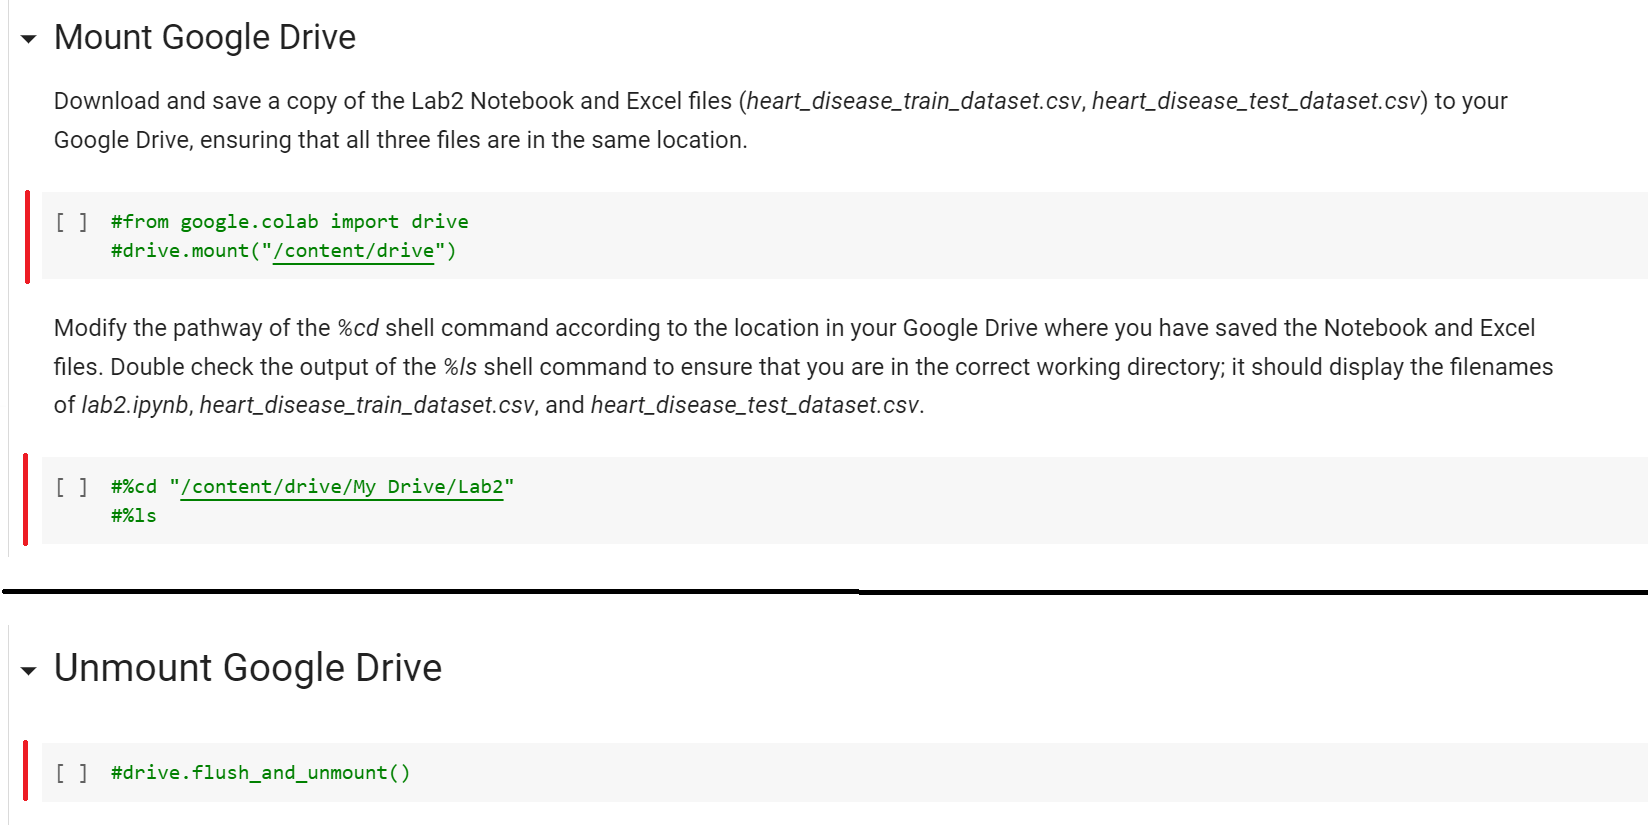 Mount Google Drive
Download and save a copy of the Lab2 Notebook and Excel files (heart_disease_train_dataset.csv, heart_disease_test_dataset.csv) to your
Google Drive, ensuring that all three files are in the same location.
[ ] #from google.colab import drive
#drive.mount("/content/drive")
Modify the pathway of the %cd shell command according to the location in your Google Drive where you have saved the Notebook and Excel
files. Double check the output of the %ls shell command to ensure that you are in the correct working directory; it should display the filenames
of lab2.ipynb, heart_disease_train_dataset.csv, and heart_disease_test_dataset.csv.
[ ] #%cd "/content/drive/My Drive/Lab2"
#%ls
Unmount Google Drive
[ ] #drive.flush_and_unmount()